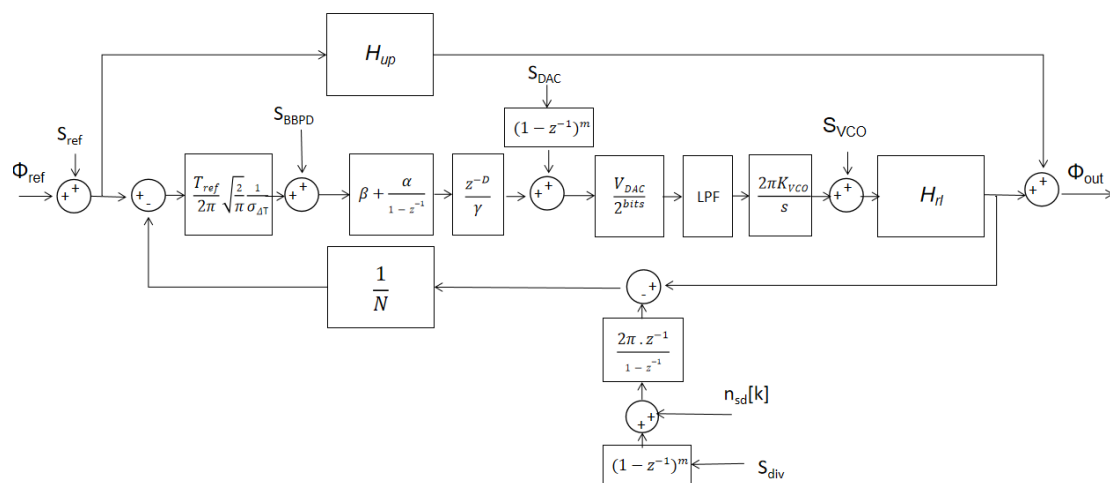 H_up
S_DAC
(1 − z^{−1})^m
S_ref
S_BBPD
S_VCO
Φ_ref
+ +
+ -
T_ref/2π √(2/π) 1/σ_ΔT
+ +
β + α/(1 − z^{−1})
z^{−D}/γ
+ +
V_DAC/2^{bits}
LPF
2πK_VCO/s
+ +
H_rl
+ +
Φ_out
1/N
- +
2π . z^{−1}/(1 − z^{−1})
n_sd[k]
+ +
(1 − z^{−1})^m
S_div